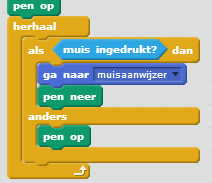 pen op
herhaal
als muis ingedrukt? dan
ga naar muisaanwijzer
pen neer
anders
pen op